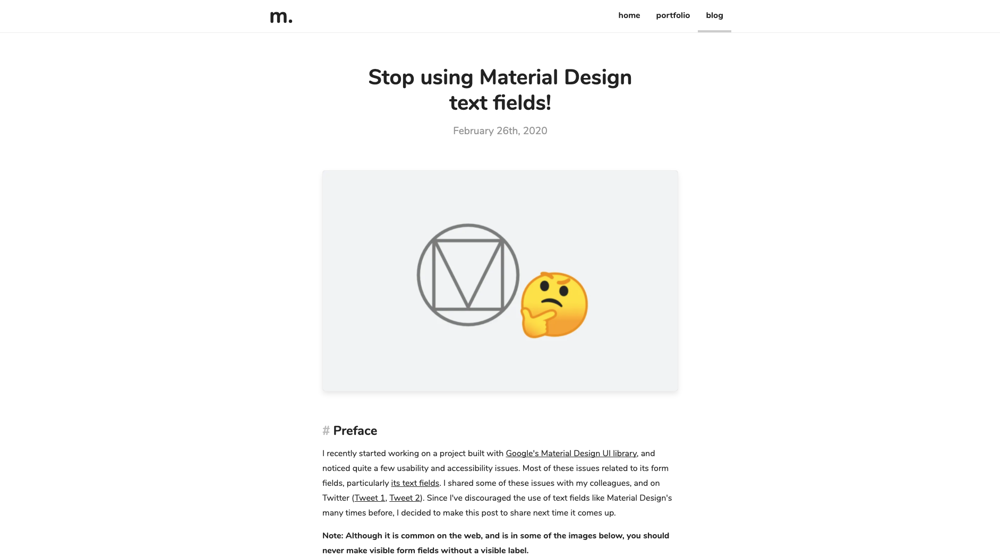 m.
home portfolio blog
Stop using Material Design
text fields!
February 26th, 2020
# Preface
I recently started working on a project built with Google's Material Design UI library, and
noticed quite a few usability and accessibility issues. Most of these issues related to its form
fields, particularly its text fields. I shared some of these issues with my colleagues, and on
Twitter (Tweet 1, Tweet 2). Since I've discouraged the use of text fields like Material Design's
many times before, I decided to make this post to share next time it comes up.
Note: Although it is common on the web, and is in some of the images below, you should
never make visible form fields without a visible label.